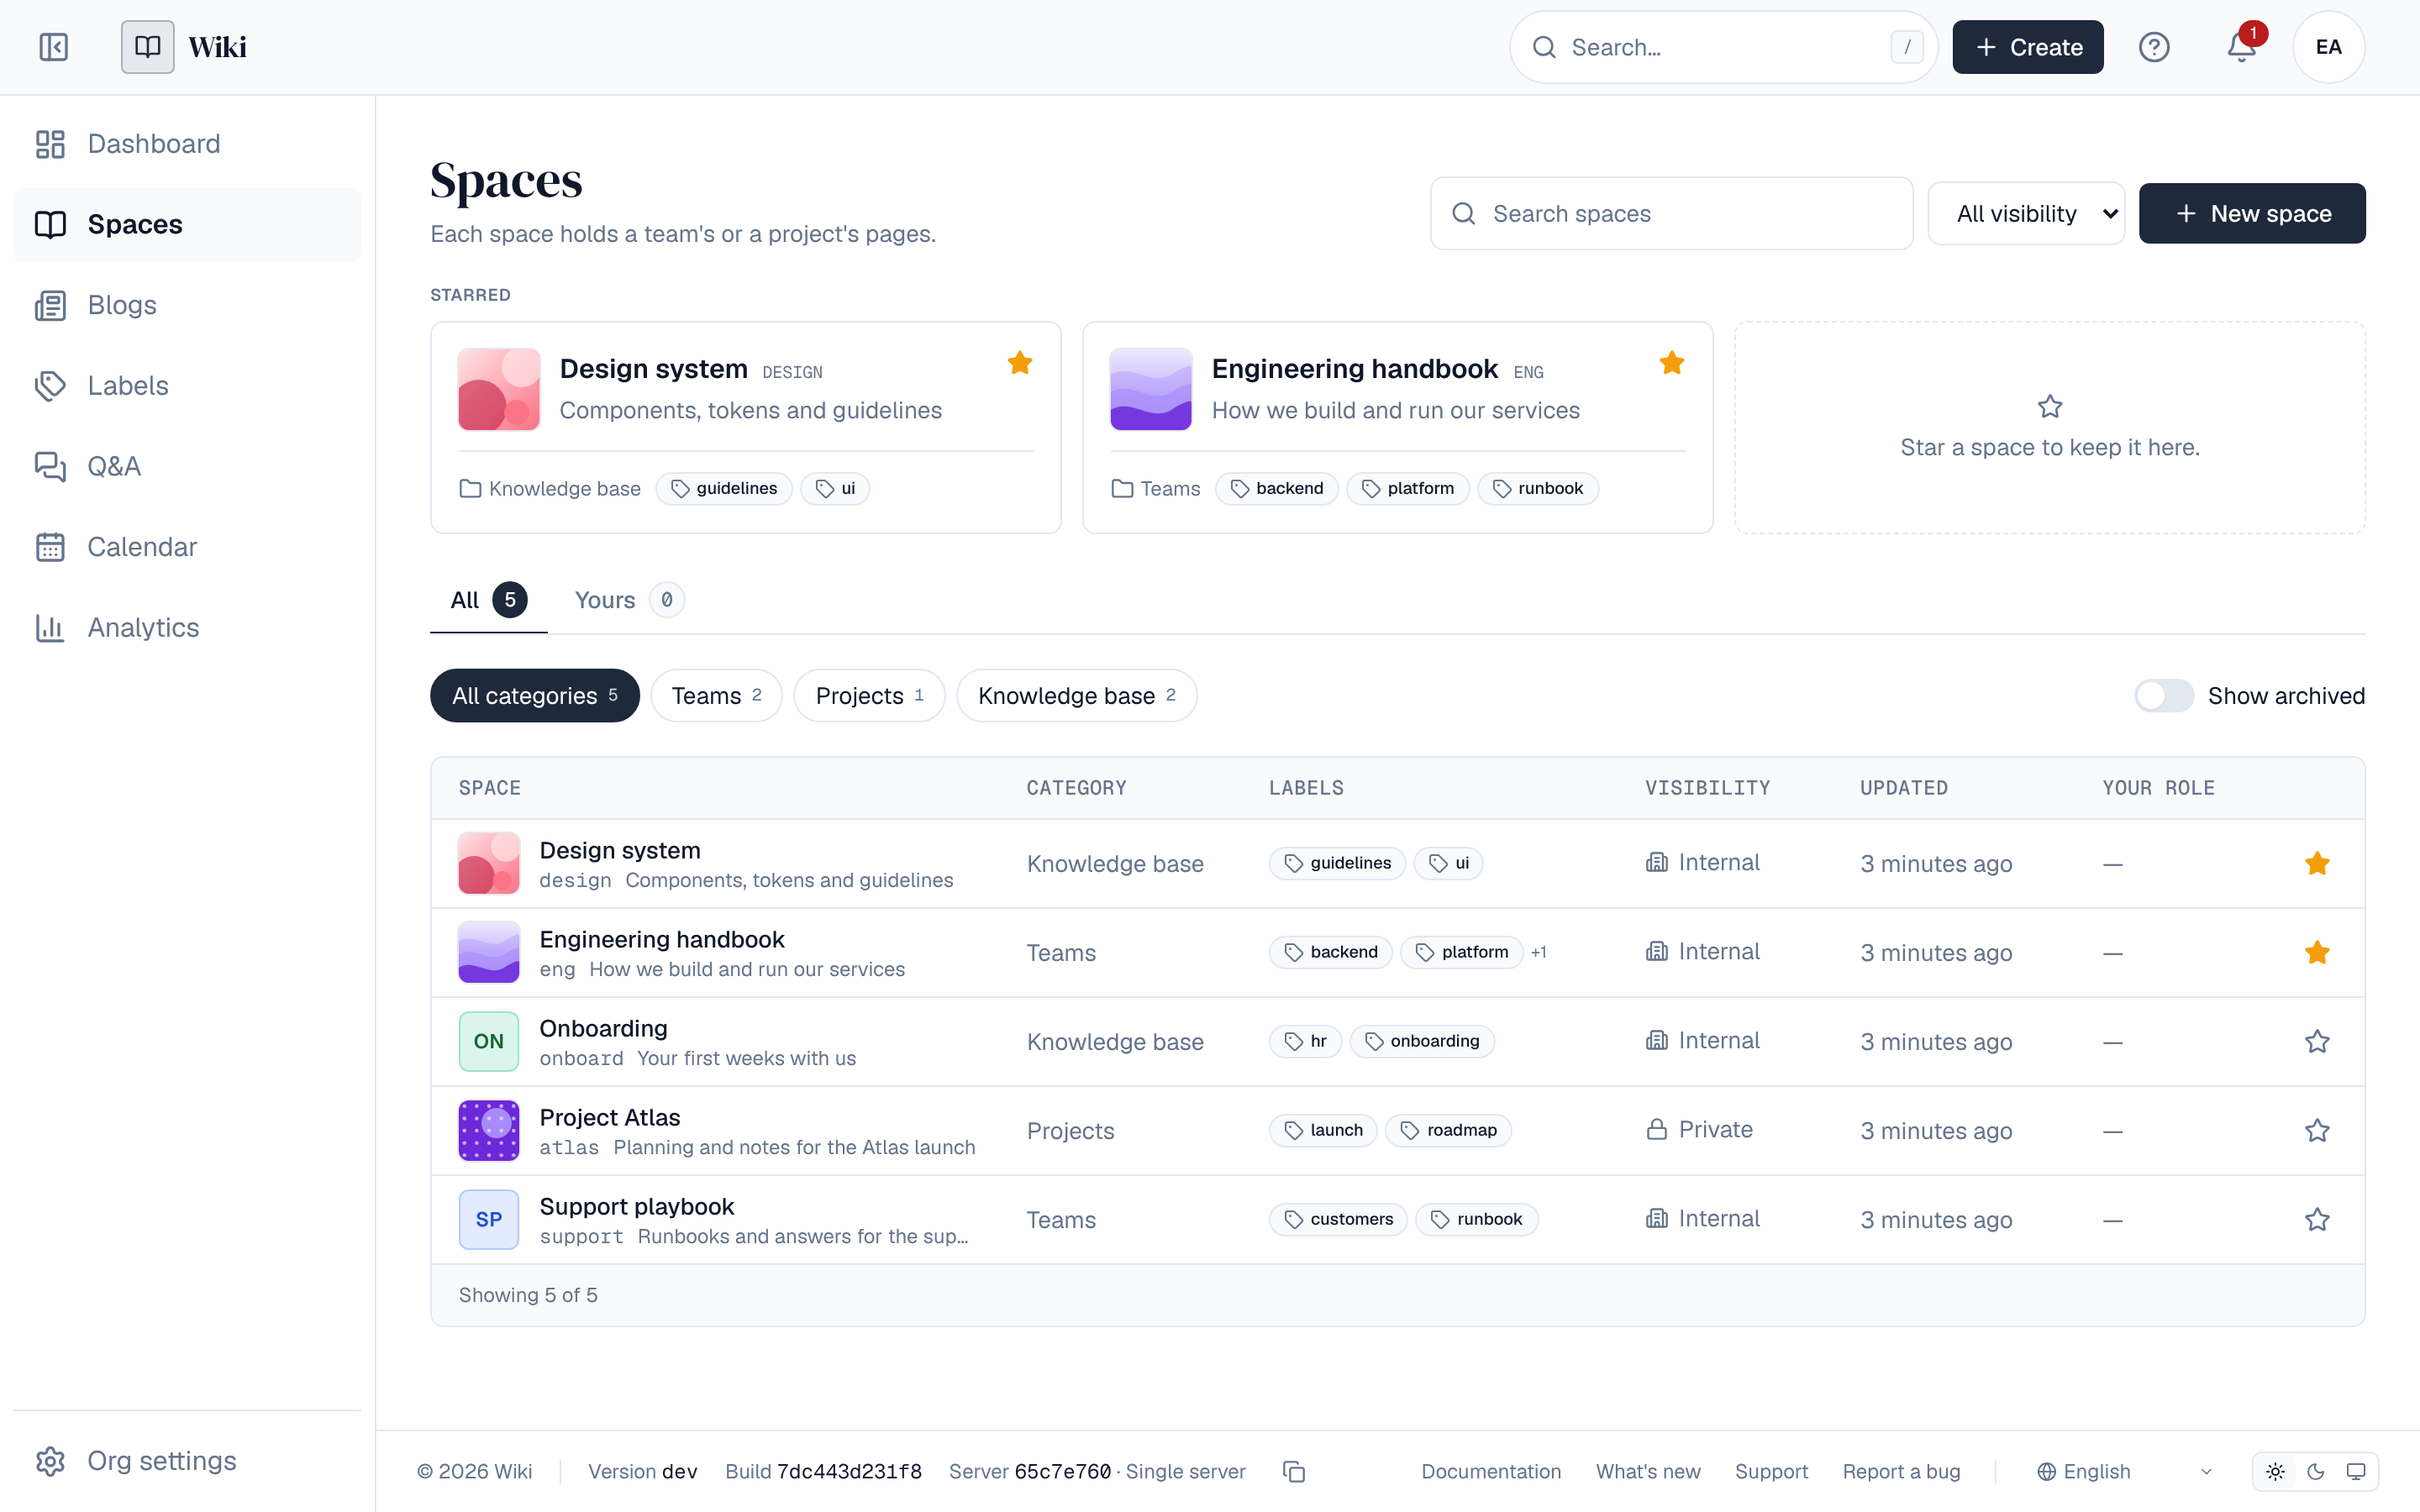 Wiki
Search...
/
+ Create
1
EA
Dashboard
Spaces
Blogs
Labels
Q&A
Calendar
Analytics
Org settings
Spaces
Each space holds a team's or a project's pages.
Search spaces
All visibility
+ New space
STARRED
Design system DESIGN
Components, tokens and guidelines
Knowledge base guidelines ui
Engineering handbook ENG
How we build and run our services
Teams backend platform runbook
Star a space to keep it here.
All 5 Yours 0
All categories 5 Teams 2 Projects 1 Knowledge base 2
Show archived
SPACE CATEGORY LABELS VISIBILITY UPDATED YOUR ROLE
Design system
design Components, tokens and guidelines
Knowledge base guidelines ui Internal 3 minutes ago —
Engineering handbook
eng How we build and run our services
Teams backend platform +1 Internal 3 minutes ago —
ON
Onboarding
onboard Your first weeks with us
Knowledge base hr onboarding Internal 3 minutes ago —
Project Atlas
atlas Planning and notes for the Atlas launch
Projects launch roadmap Private 3 minutes ago —
SP
Support playbook
support Runbooks and answers for the sup...
Teams customers runbook Internal 3 minutes ago —
Showing 5 of 5
© 2026 Wiki Version dev Build 7dc443d231f8 Server 65c7e760 · Single server
Documentation What's new Support Report a bug English